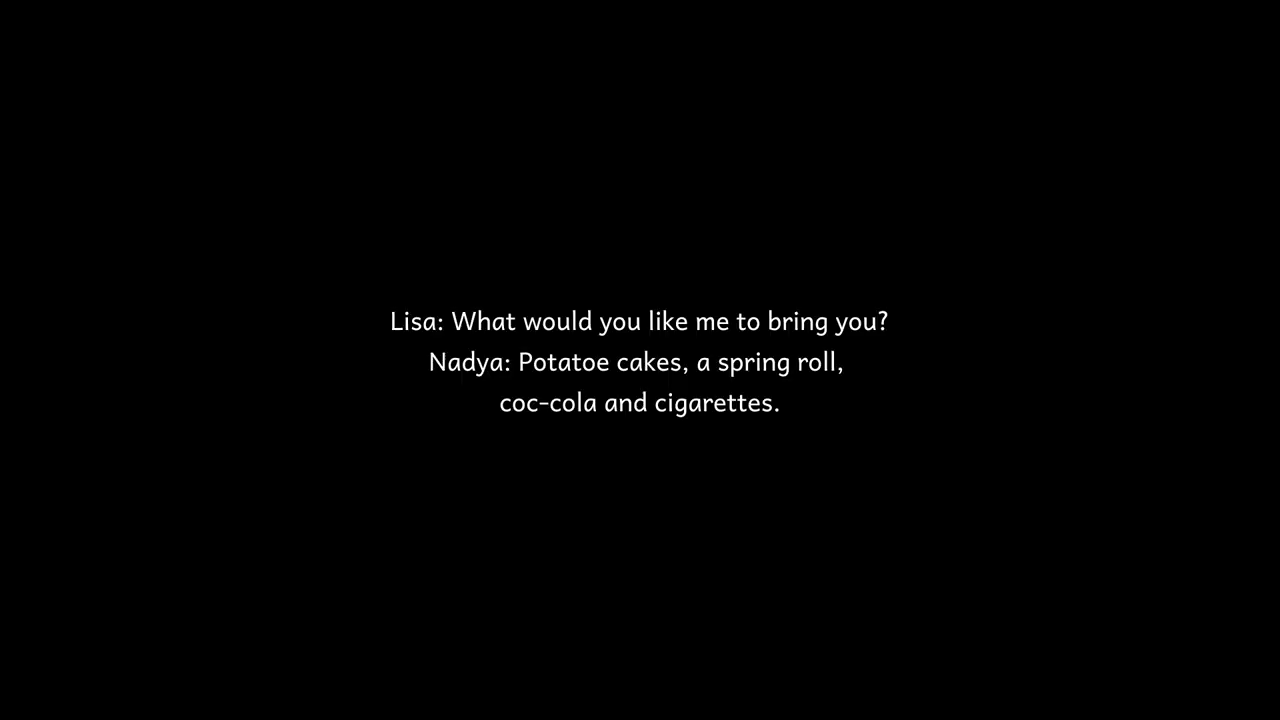 Lisa: What would you like me to bring you?
Nadya: Potatoe cakes, a spring roll,
coc-cola and cigarettes.